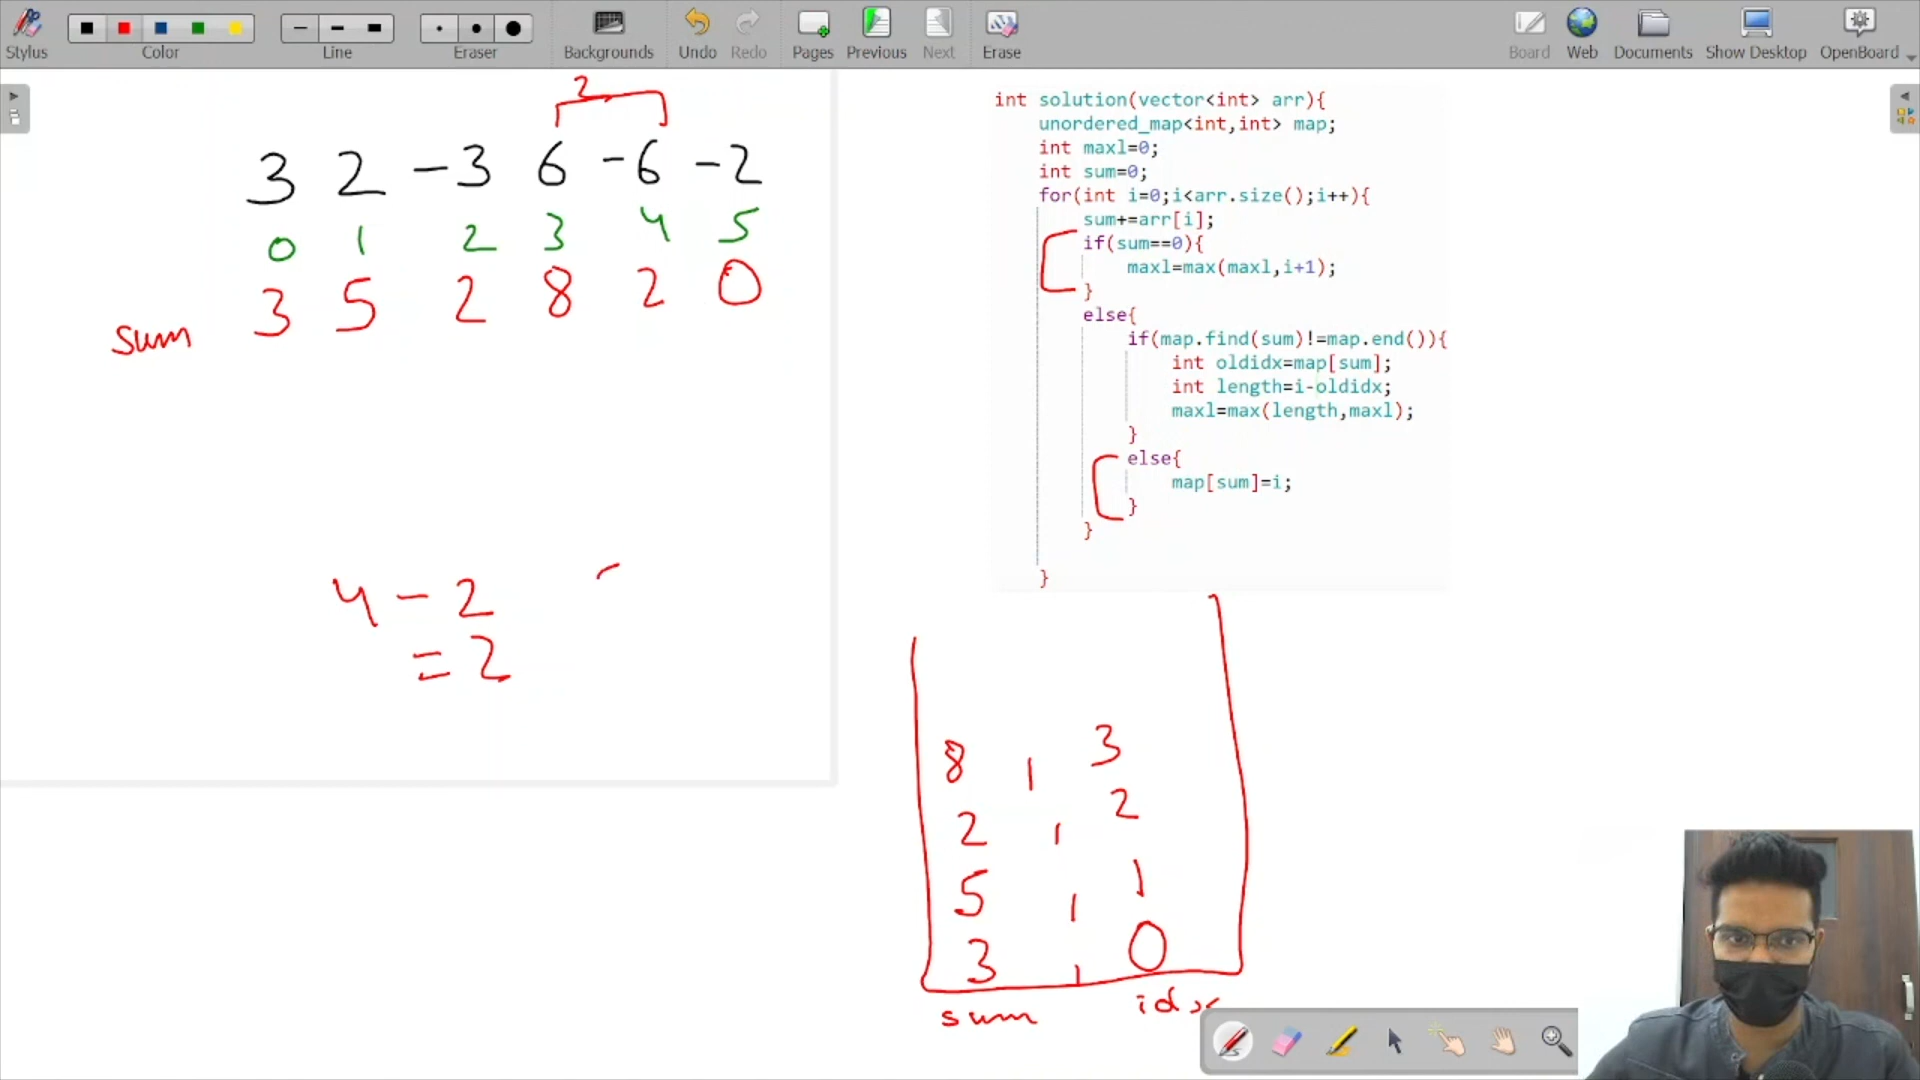 Stylus Color Line Eraser Backgrounds Undo Redo Pages Previous Next Erase Board Web Documents Show Desktop OpenBoard
2
3 2 -3 6 -6 -2
0 1 2 3 4 5
sum 3 5 2 8 2 0
4 - 2
= 2
int solution(vector<int> arr){
unordered_map<int,int> map;
int maxl=0;
int sum=0;
for(int i=0;i<arr.size();i++){
sum+=arr[i];
if(sum==0){
maxl=max(maxl,i+1);
}
else{
if(map.find(sum)!=map.end()){
int oldidx=map[sum];
int length=i-oldidx;
maxl=max(length,maxl);
}
else{
map[sum]=i;
}
}
}
8 , 3
2 , 2
5 , 1
3 , 0
sum idx